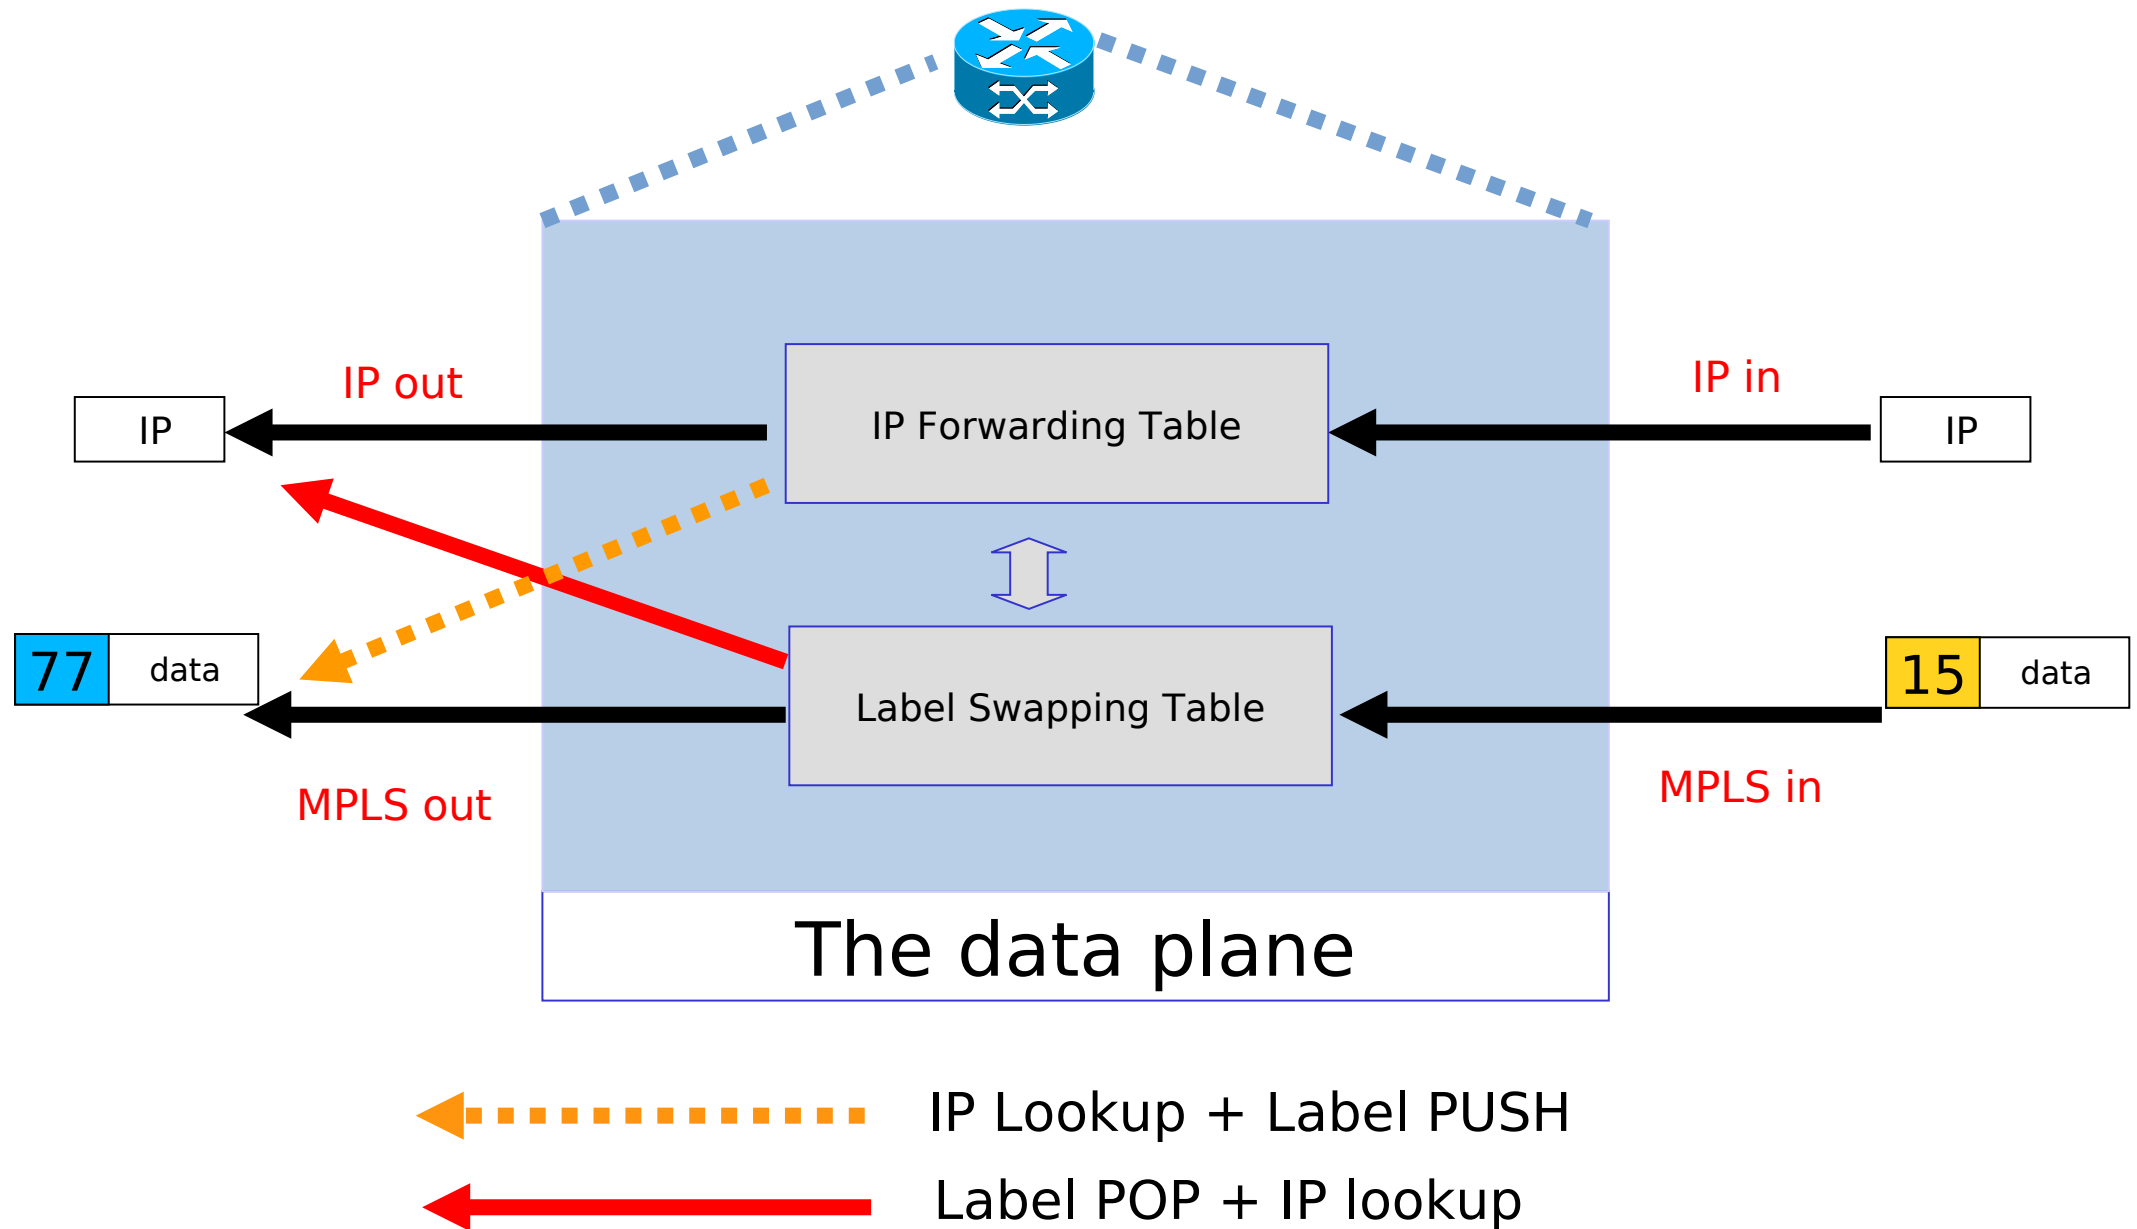 IP out
IP in
IP
IP Forwarding Table
IP
77
data
Label Swapping Table
15
data
MPLS out
MPLS in
The data plane
IP Lookup + Label PUSH
Label POP + IP lookup